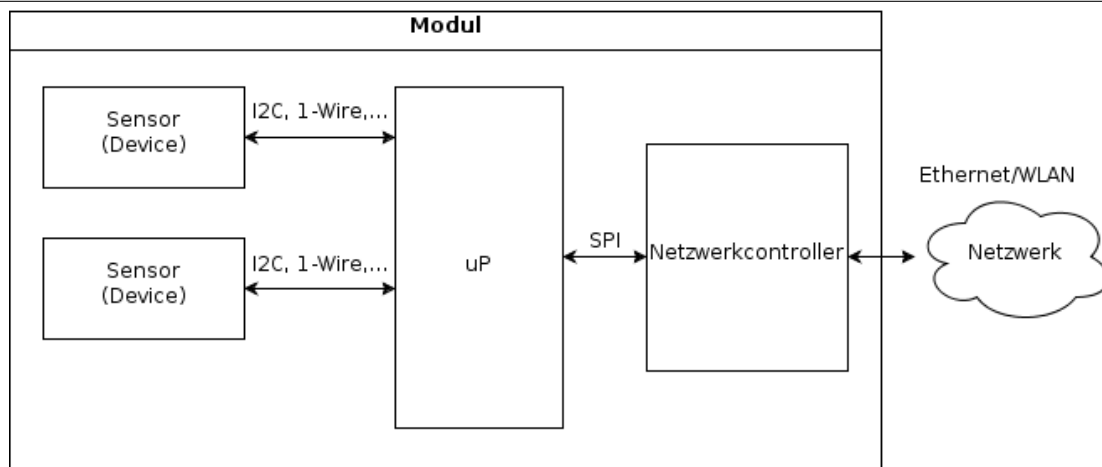 Modul
Sensor
(Device)
I2C, 1-Wire,...
Sensor
(Device)
I2C, 1-Wire,...
uP
SPI
Netzwerkcontroller
Ethernet/WLAN
Netzwerk